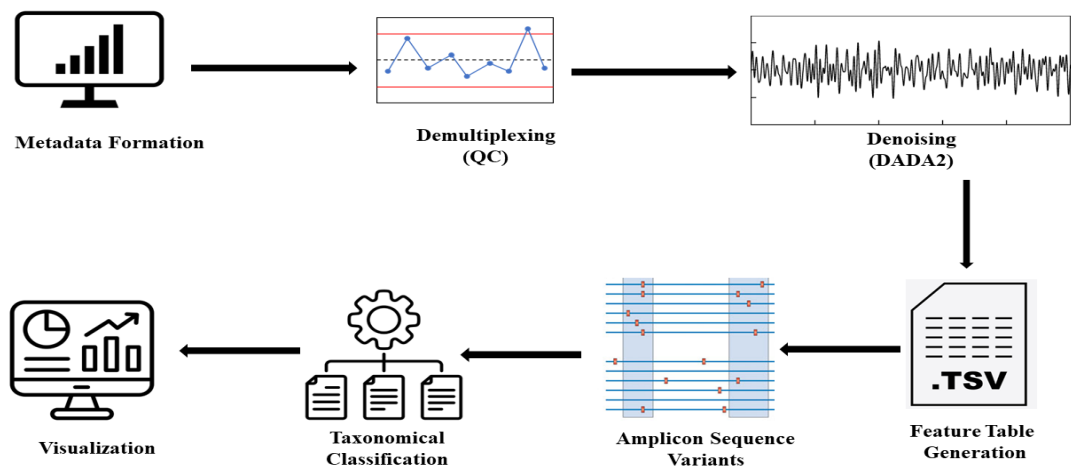 Metadata Formation
Demultiplexing
(QC)
Denoising
(DADA2)
.TSV
Feature Table
Generation
Amplicon Sequence
Variants
Taxonomical
Classification
Visualization